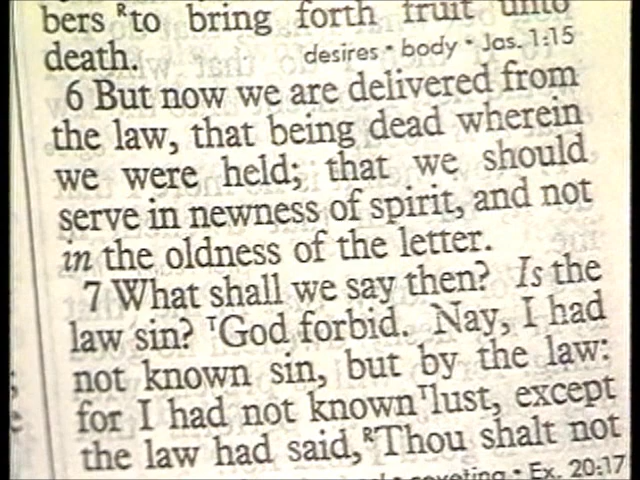 bers ᴿto bring forth fruit unto
death. desires • body • Jas. 1:15
6 But now we are delivered from
the law, that being dead wherein
we were held; that we should
serve in newness of spirit, and not
in the oldness of the letter.
7 What shall we say then? Is the
law sin? ᵀGod forbid. Nay, I had
not known sin, but by the law:
for I had not known ᵀlust, except
the law had said, ᴿThou shalt not
coveting • Ex. 20:17